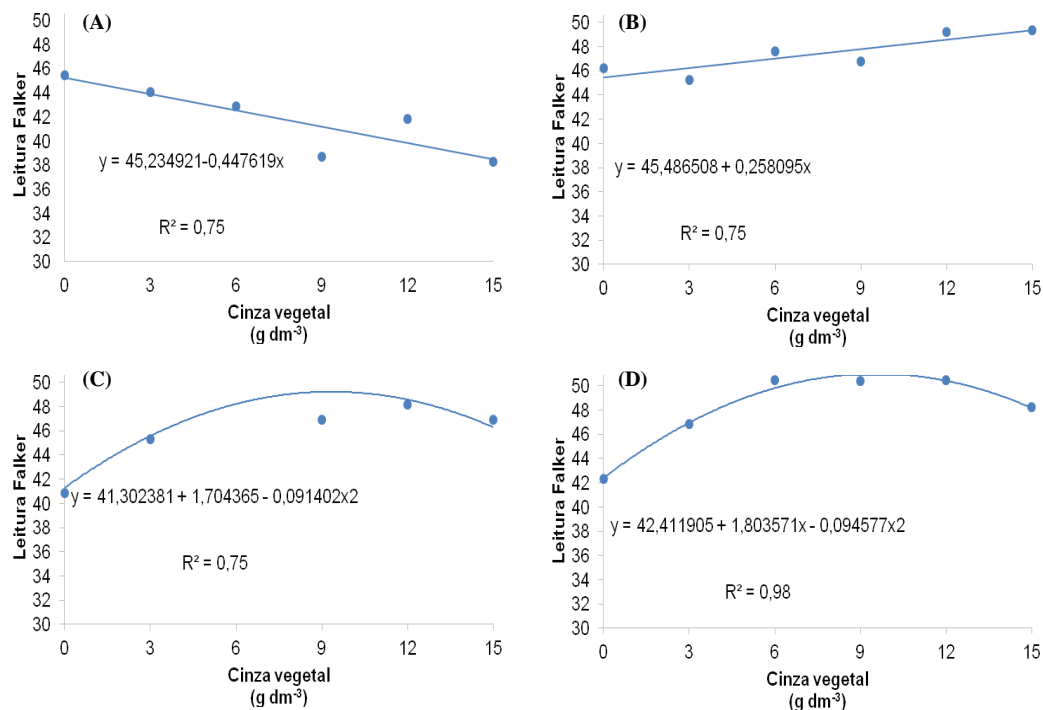 (A)
Leitura Falker
50
48
46
44
42
40
38
36
34
32
30
y = 45,234921-0,447619x
R² = 0,75
0 3 6 9 12 15
Cinza vegetal
(g dm-³)
(B)
Leitura Falker
50
48
46
44
42
40
38
36
34
32
30
y = 45,486508 + 0,258095x
R² = 0,75
0 3 6 9 12 15
Cinza vegetal
(g dm-³)
(C)
Leitura Falker
50
48
46
44
42
40
38
36
34
32
30
y = 41,302381 + 1,704365 - 0,091402x2
R² = 0,75
0 3 6 9 12 15
Cinza vegetal
(g dm-³)
(D)
Leitura Falker
50
48
46
44
42
40
38
36
34
32
30
y = 42,411905 + 1,803571x - 0,094577x2
R² = 0,98
0 3 6 9 12 15
Cinza vegetal
(g dm-³)